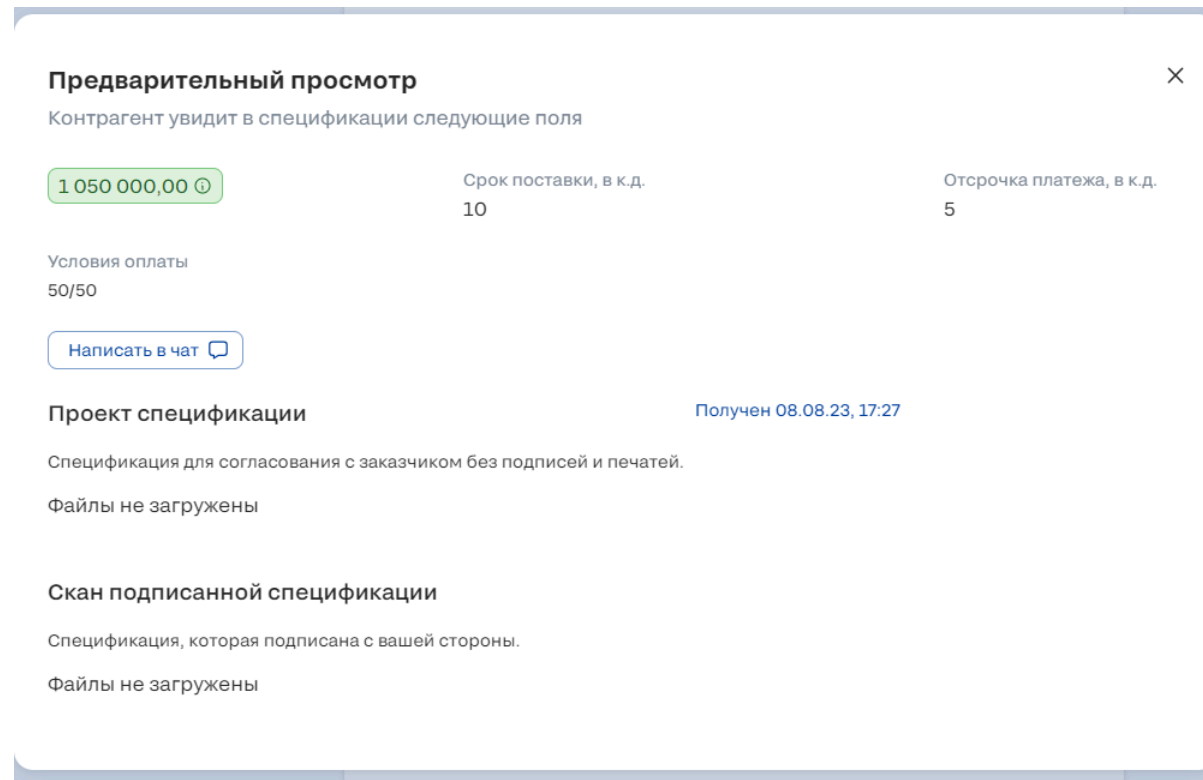 Предварительный просмотр
Контрагент увидит в спецификации следующие поля
1 050 000,00
Срок поставки, в к.д.
10
Отсрочка платежа, в к.д.
5
Условия оплаты
50/50
Написать в чат
Проект спецификации
Получен 08.08.23, 17:27
Спецификация для согласования с заказчиком без подписей и печатей.
Файлы не загружены
Скан подписанной спецификации
Спецификация, которая подписана с вашей стороны.
Файлы не загружены